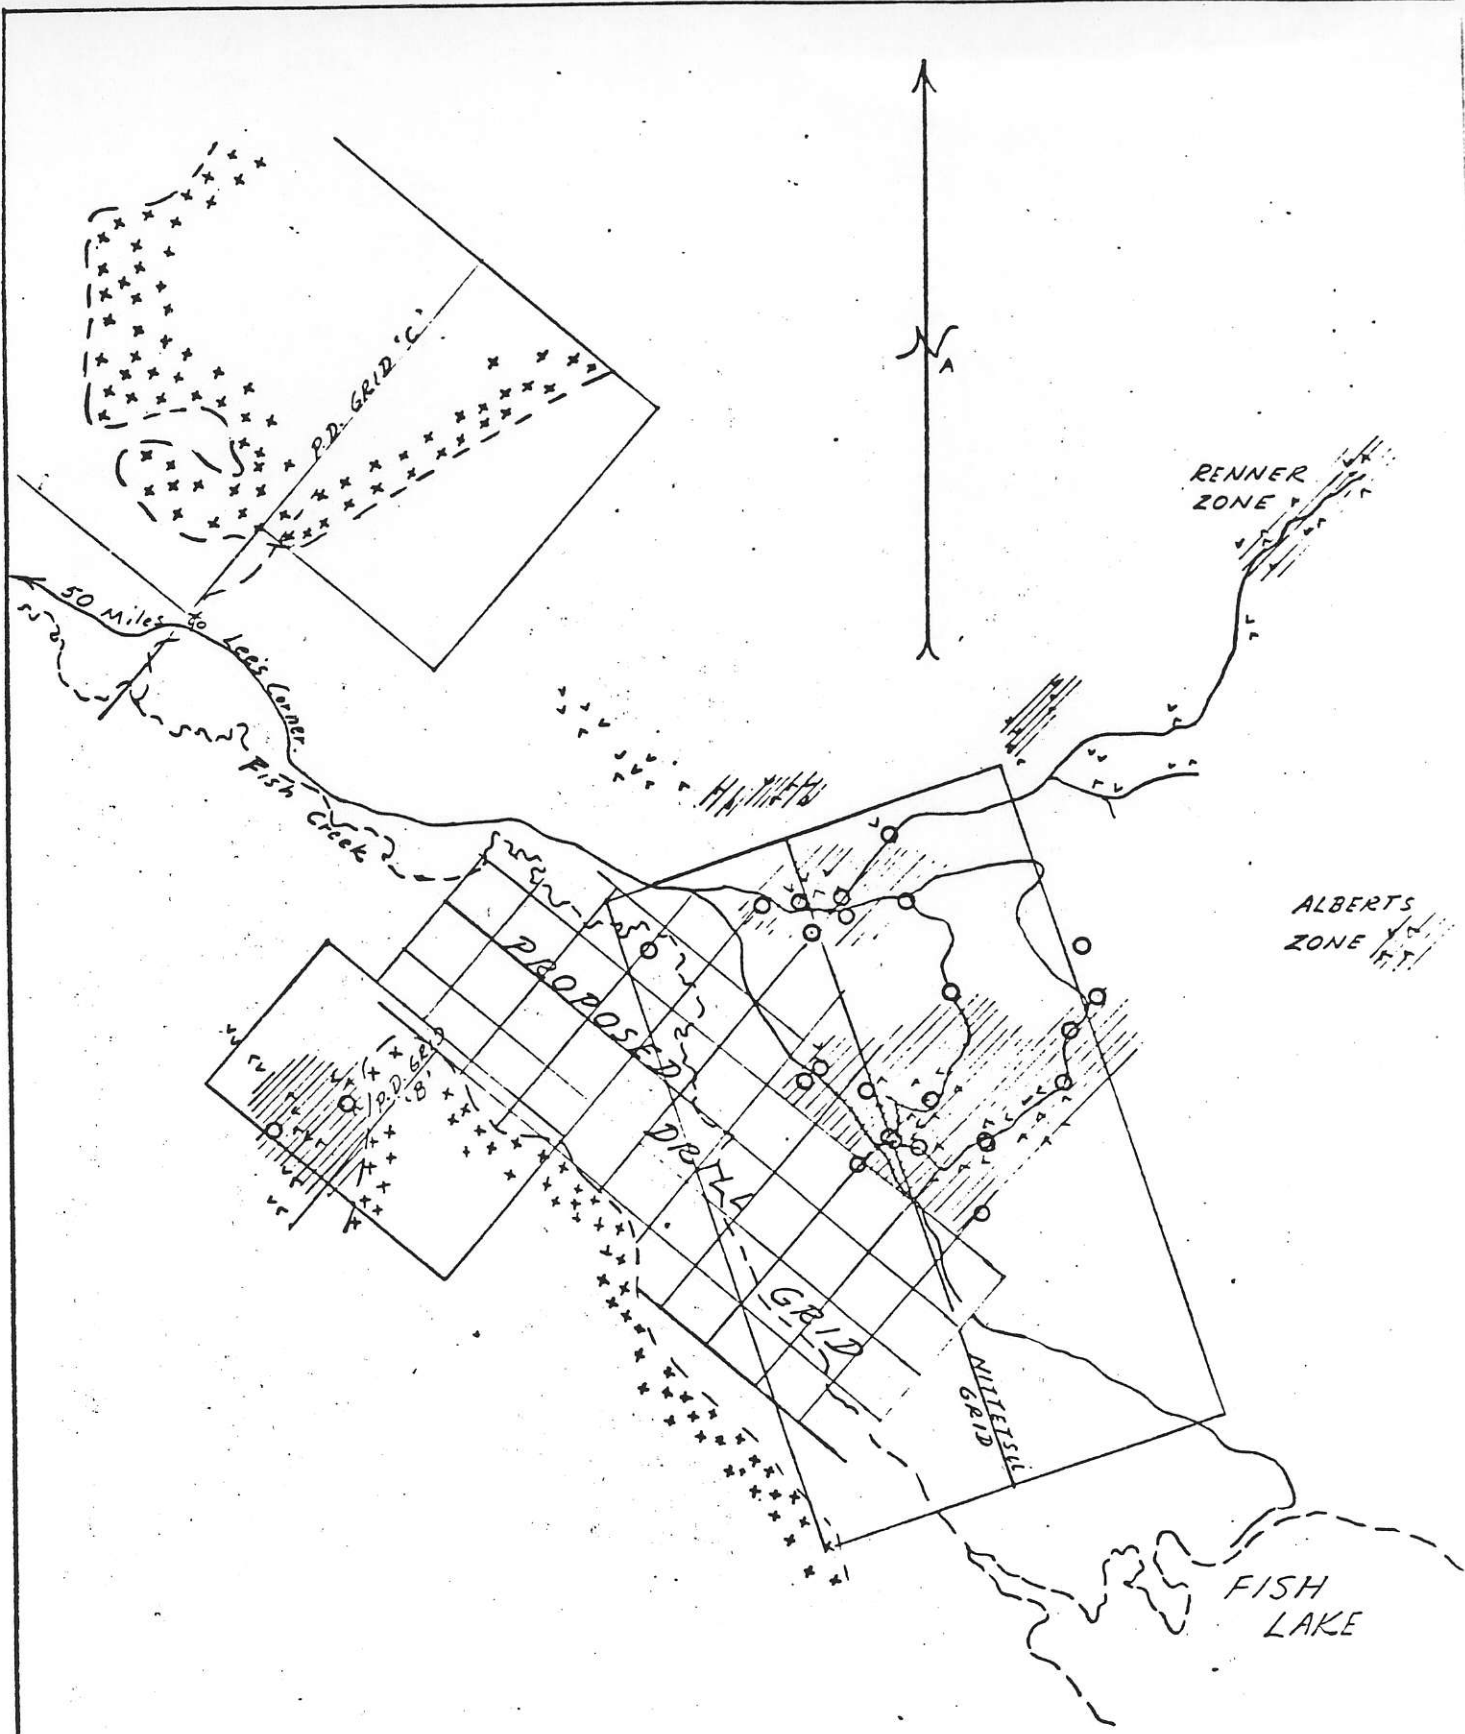 N
A
P.D. GRID 'C'
RENNER
ZONE
50 Miles to Lee's Corner.
Fish
Creek
ALBERTS
ZONE
PROPOSED
DRILL
GRID
P.D. GRID
'B'
NITTETSU
GRID
FISH
LAKE